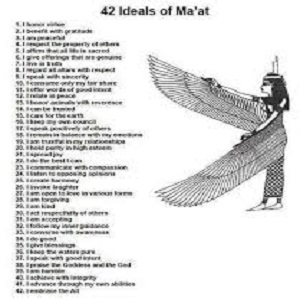 42 Ideals of Ma'at
1. I honor virtue
2. I benefit with gratitude
3. I am peaceful
4. I respect the property of others
5. I affirm that all life is sacred
6. I give offerings that are genuine
7. I live in truth
8. I regard all altars with respect
9. I speak with sincerity
10. I consume only my fair share
11. I offer words of good intent
12. I relate in peace
13. I honor animals with reverence
14. I can be trusted
15. I care for the earth
16. I keep my own council
17. I speak positively of others
18. I remain in balance with my emotions
19. I am trustful in my relationships
20. I hold purity in high esteem
21. I spread joy
22. I do the best I can
23. I communicate with compassion
24. I listen to opposing opinions
25. I create harmony
26. I invoke laughter
27. I am open to love in various forms
28. I am forgiving
29. I am kind
30. I act respectfully of others
31. I am accepting
32. I follow my inner guidance
33. I converse with awareness
34. I do good
35. I give blessings
36. I keep the waters pure
37. I speak with good intent
38. I praise the Goddess and the God
39. I am humble
40. I achieve with integrity
41. I advance through my own abilities
42. I embrace the All